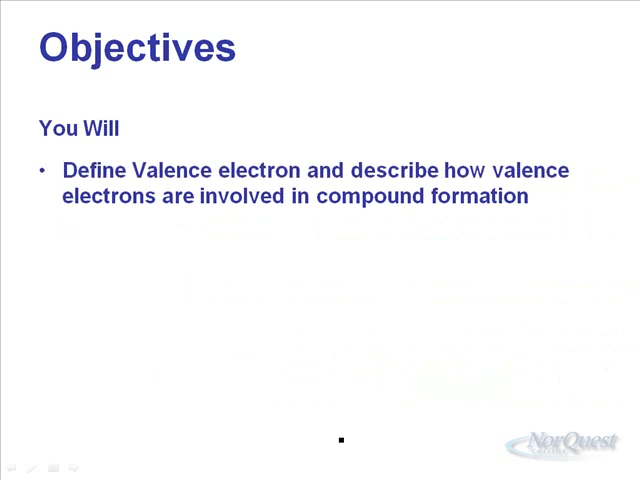 Objectives
You Will
• Define Valence electron and describe how valence
electrons are involved in compound formation
NorQuest
COLLEGE